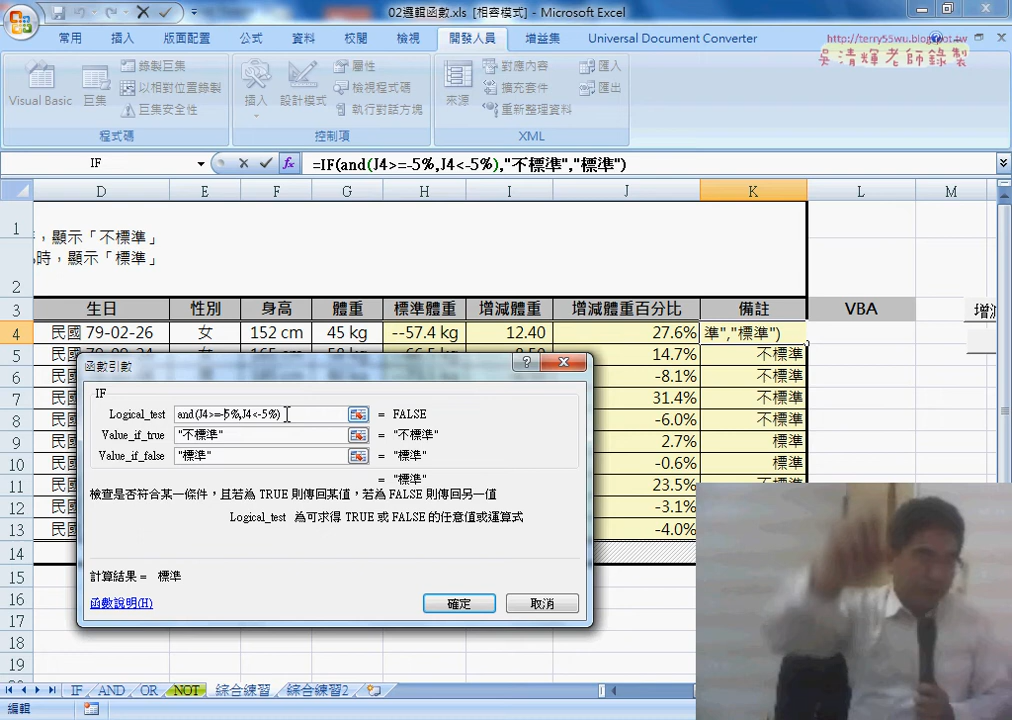 02邏輯函數.xls [相容模式] - Microsoft Excel
常用 插入 版面配置 公式 資料 校閱 檢視 開發人員 增益集 Universal Document Converter
http://terry55wu.blogspot.tw
吳清輝老師錄製
Visual Basic 巨集 錄製巨集 以相對位置錄製 巨集安全性 程式碼
插入 設計模式 屬性 檢視程式碼 執行對話方塊 控制項
來源 對應內容 擴充套件 重新整理資料 匯入 匯出 XML
IF =IF(and(J4>=-5%,J4<-5%),"不標準","標準")
D E F G H I J K L M
1 ,顯示「不標準」
時,顯示「標準」
2
3 生日 性別 身高 體重 標準體重 增減體重 增減體重百分比 備註 VBA
4 民國 79-02-26 女 152 cm 45 kg --57.4 kg 12.40 27.6% 準","標準")
5 14.7% 不標準
6 -8.1% 不標準
7 31.4% 不標準
8 -6.0% 不標準
9 2.7% 標準
10 -0.6% 標準
11 23.5%
12 -3.1%
13 -4.0%
14
15
16
17
18
19
函數引數
IF
Logical_test and(J4>=-5%,J4<-5%) = FALSE
Value_if_true "不標準" = "不標準"
Value_if_false "標準" = "標準"
= "標準"
檢查是否符合某一條件，且若為 TRUE 則傳回某值，若為 FALSE 則傳回另一值
Logical_test 為可求得 TRUE 或 FALSE 的任意值或運算式
計算結果 = 標準
函數說明(H) 確定 取消
IF AND OR NOT 綜合練習 綜合練習2
編輯